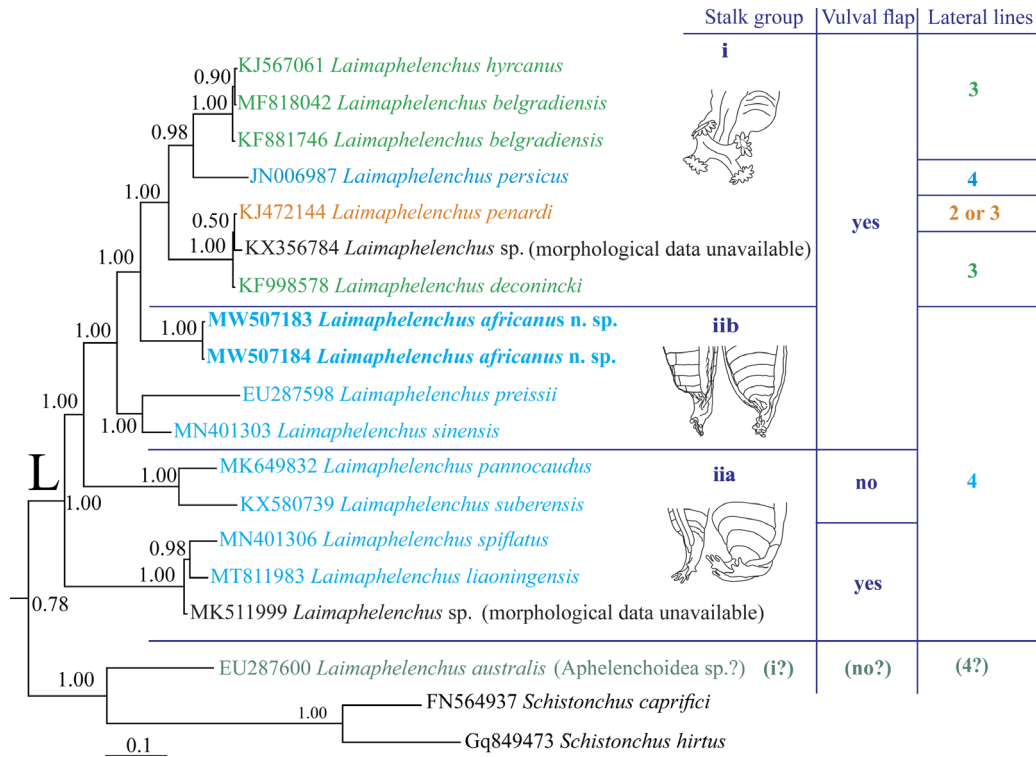 Stalk group Vulval flap Lateral lines
i
KJ567061 Laimaphelenchus hyrcanus
0.90
3
MF818042 Laimaphelenchus belgradiensis
1.00
0.98
KF881746 Laimaphelenchus belgradiensis
JN006987 Laimaphelenchus persicus
4
1.00
KJ472144 Laimaphelenchus penardi
2 or 3
0.50
yes
1.00
KX356784 Laimaphelenchus sp. (morphological data unavailable)
1.00
3
KF998578 Laimaphelenchus deconincki
MW507183 Laimaphelenchus africanus n. sp.
iib
1.00
1.00
MW507184 Laimaphelenchus africanus n. sp.
EU287598 Laimaphelenchus preissii
1.00
1.00
MN401303 Laimaphelenchus sinensis
MK649832 Laimaphelenchus pannocaudus
iia
L
1.00
no
4
1.00
KX580739 Laimaphelenchus suberensis
MN401306 Laimaphelenchus spiflatus
0.98
1.00
MT811983 Laimaphelenchus liaoningensis
yes
0.78
MK511999 Laimaphelenchus sp. (morphological data unavailable)
EU287600 Laimaphelenchus australis (Aphelenchoidea sp.?) (i?) (no?) (4?)
1.00
FN564937 Schistonchus caprifici
1.00
Gq849473 Schistonchus hirtus
0.1